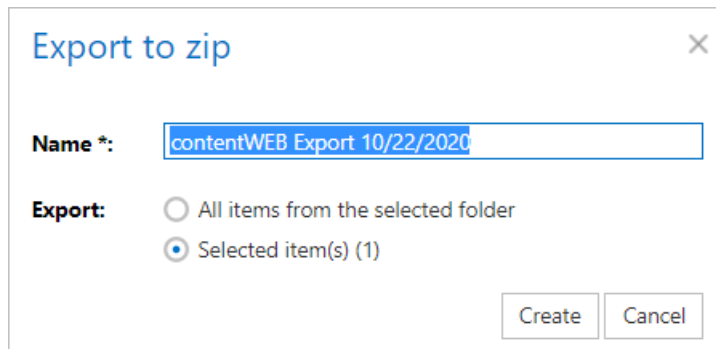 Export to zip
Name *: contentWEB Export 10/22/2020
Export: All items from the selected folder
Selected item(s) (1)
Create Cancel